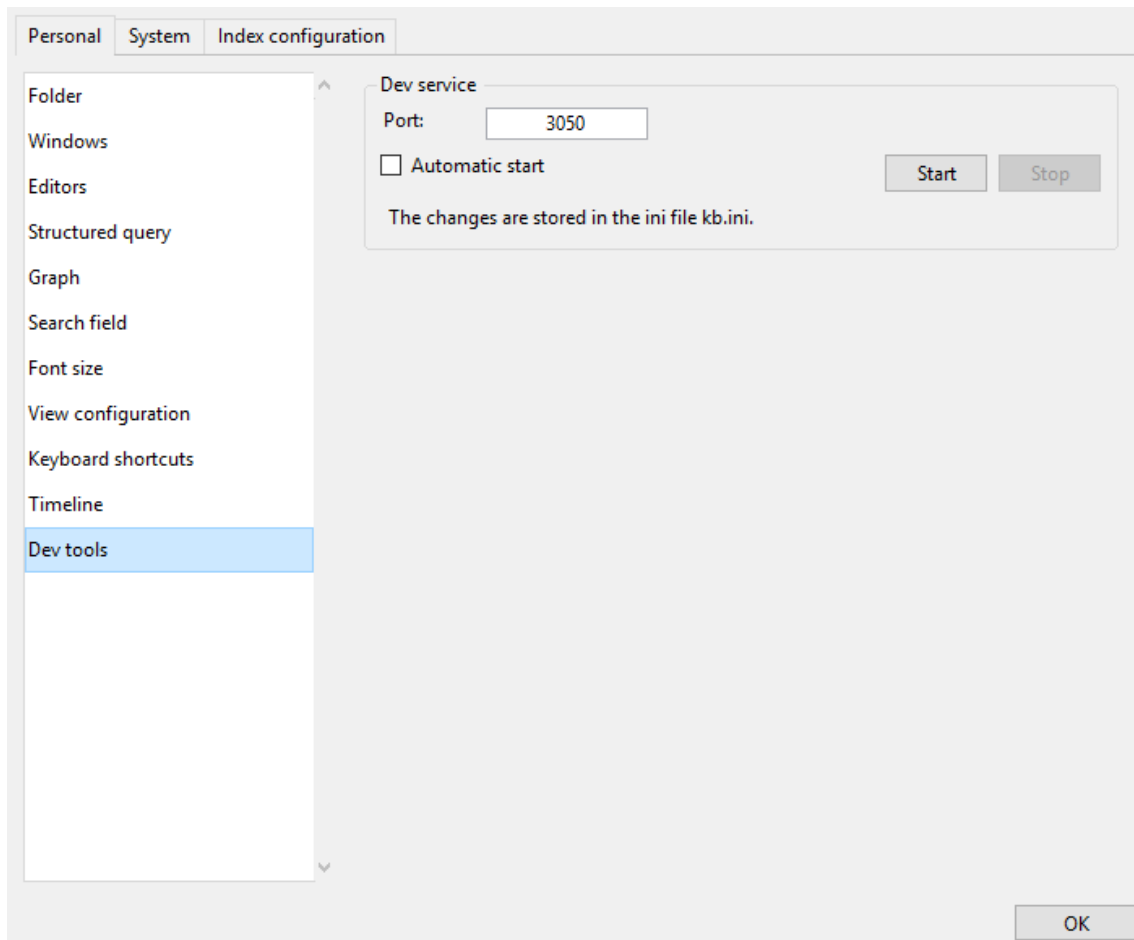 Personal System Index configuration
Folder
Windows
Editors
Structured query
Graph
Search field
Font size
View configuration
Keyboard shortcuts
Timeline
Dev tools
Dev service
Port: 3050
Automatic start
Start Stop
The changes are stored in the ini file kb.ini.
OK